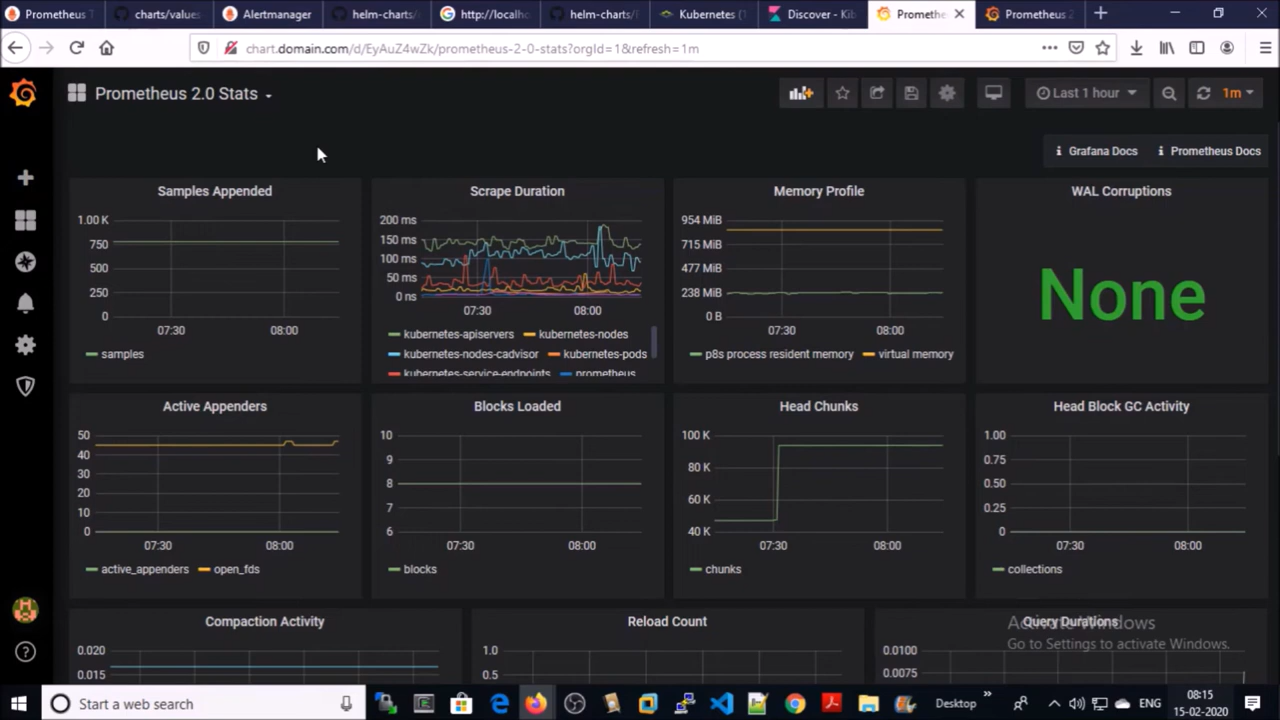 Prometheus T
charts/values
Alertmanager
helm-charts/
http://localho
helm-charts/
Kubernetes (1
Discover - Kib
Prometheu
Prometheus 2
chart.domain.com/d/EyAuZ4wZk/prometheus-2-0-stats?orgId=1&refresh=1m
Prometheus 2.0 Stats
Last 1 hour
1m
Grafana Docs
Prometheus Docs
Samples Appended
1.00 K
750
500
250
0
07:30 08:00
samples
Scrape Duration
200 ms
150 ms
100 ms
50 ms
0 ns
07:30 08:00
kubernetes-apiservers kubernetes-nodes
kubernetes-nodes-cadvisor kubernetes-pods
kubernetes-service-endpoints prometheus
Memory Profile
954 MiB
715 MiB
477 MiB
238 MiB
0 B
07:30 08:00
p8s process resident memory virtual memory
WAL Corruptions
None
Active Appenders
50
40
30
20
10
0
07:30 08:00
active_appenders open_fds
Blocks Loaded
10
9
8
7
6
07:30 08:00
blocks
Head Chunks
100 K
80 K
60 K
40 K
07:30 08:00
chunks
Head Block GC Activity
1.00
0.75
0.50
0.25
0
07:30 08:00
collections
Compaction Activity
0.020
0.015
Reload Count
1.0
0.5
Query Durations
0.0100
0.0075
Activate Windows
Go to Settings to activate Windows.
Start a web search
Desktop
ENG
08:15
15-02-2020